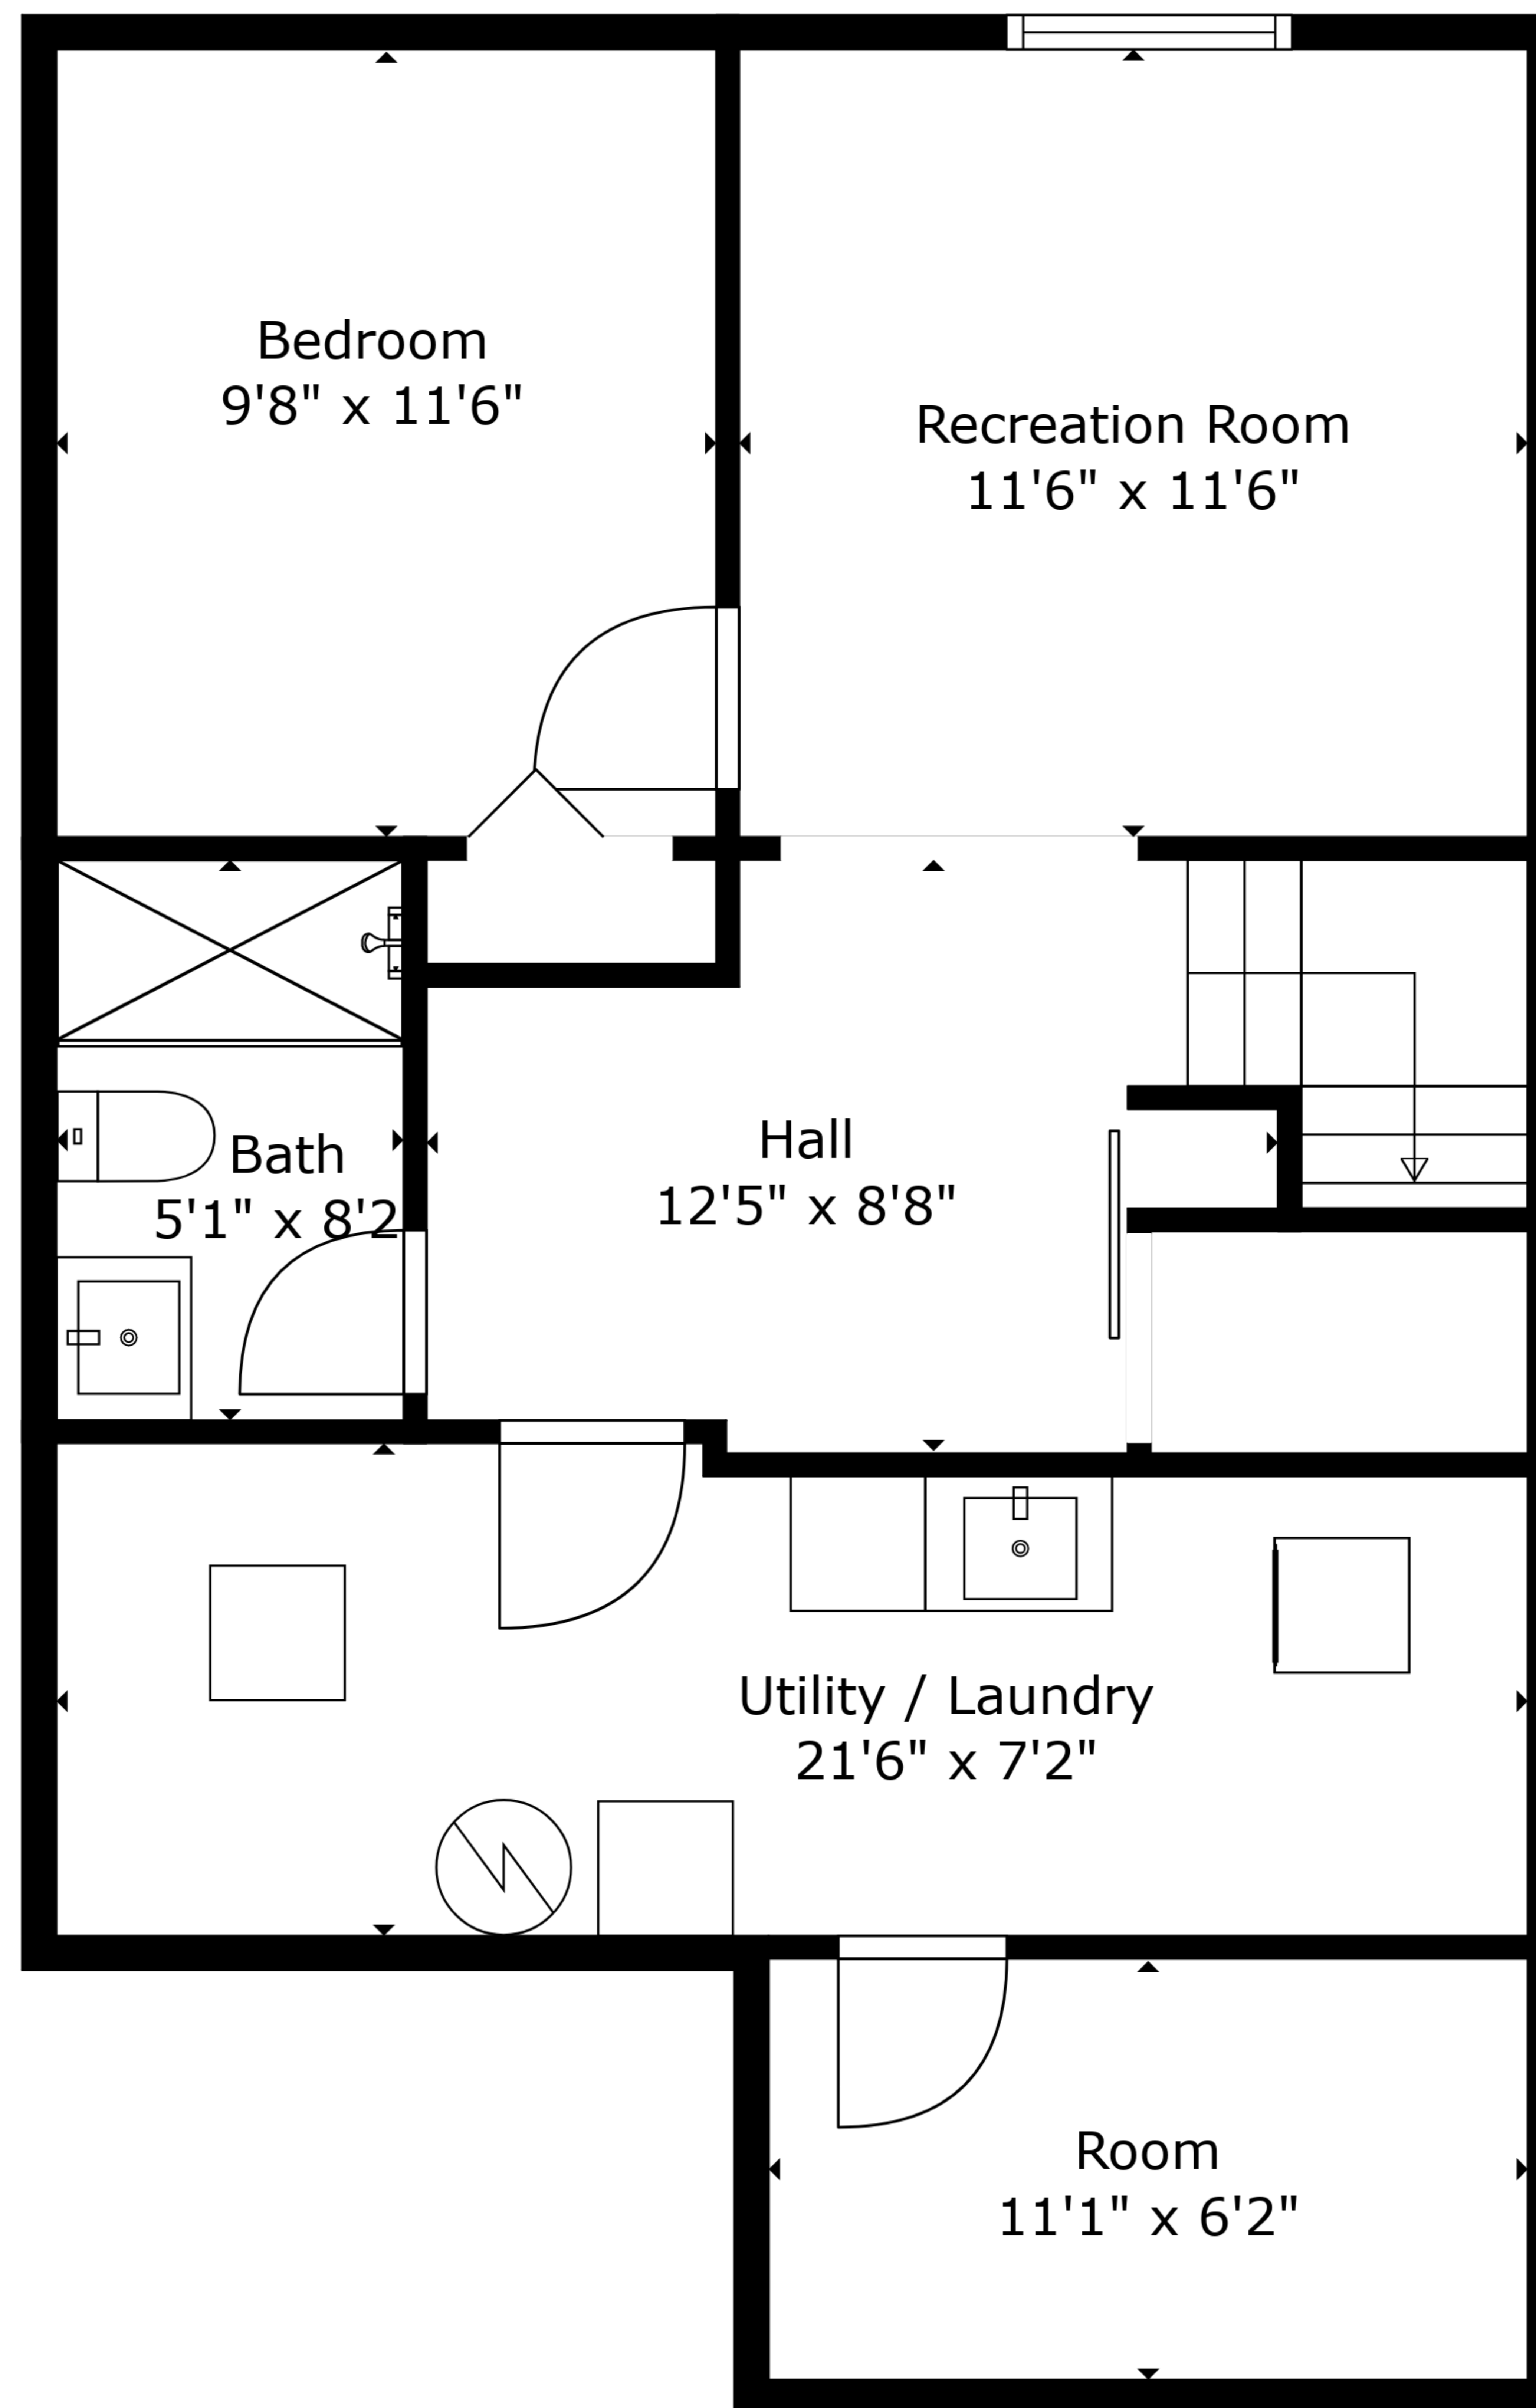 Bedroom
9'8" x 11'6"
Recreation Room
11'6" x 11'6"
Bath
5'1" x 8'2
Hall
12'5" x 8'8"
Utility / Laundry
21'6" x 7'2"
Room
11'1" x 6'2"